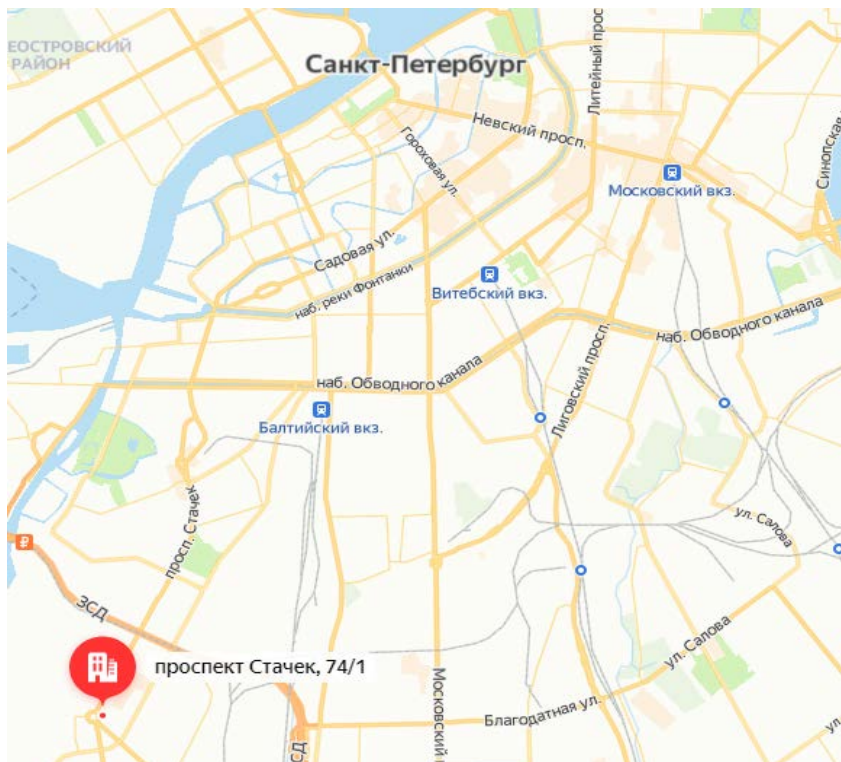 ЕОСТРОВСКИЙ
РАЙОН
Санкт-Петербург
Литейный прос
Невский просп.
Гороховая ул.
Синопская
Московский вкз.
Садовая ул.
наб. реки Фонтанки
Витебский вкз.
наб. Обводного канала
наб. Обводного канала
Балтийский вкз.
Лиговский просп.
просп. Стачек
ул. Салова
₽
ЗСД
проспект Стачек, 74/1
ул. Салова
Московский
Благодатная ул.
ул.
ЗСД